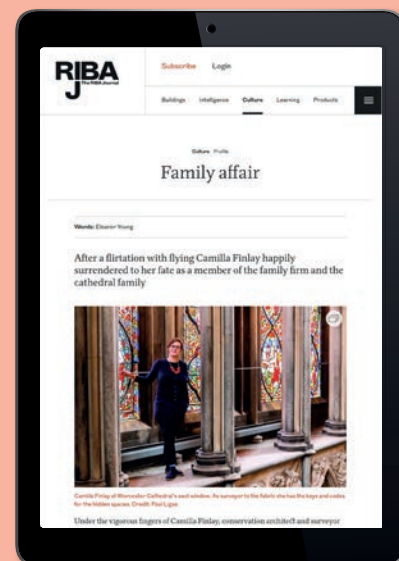 RIBA
J
The RIBA Journal
Subscribe Login
Buildings Intelligence Culture Learning Products
Culture Profile
Family affair
Words: Eleanor Young
After a flirtation with flying Camilla Finlay happily
surrendered to her fate as a member of the family firm and the
cathedral family
Camilla Finlay at Worcester Cathedral's east window. As surveyor to the fabric she has the keys and codes
for the hidden spaces. Credit: Paul Ligas
Under the vigorous fingers of Camilla Finlay, conservation architect and surveyor